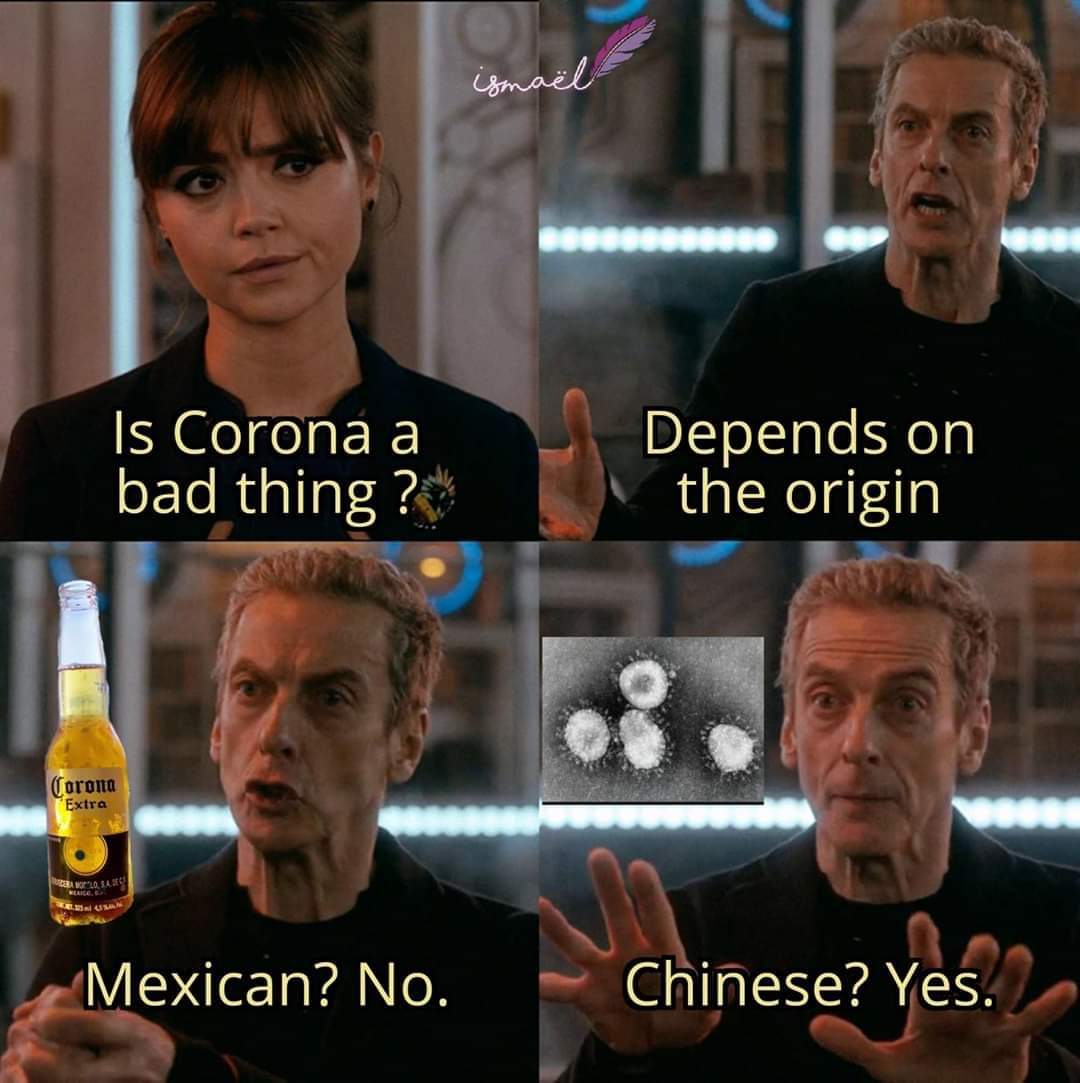 ismaël
Is Corona a
bad thing ?
Depends on
the origin
Corona
Extra
Mexican? No.
Chinese? Yes.